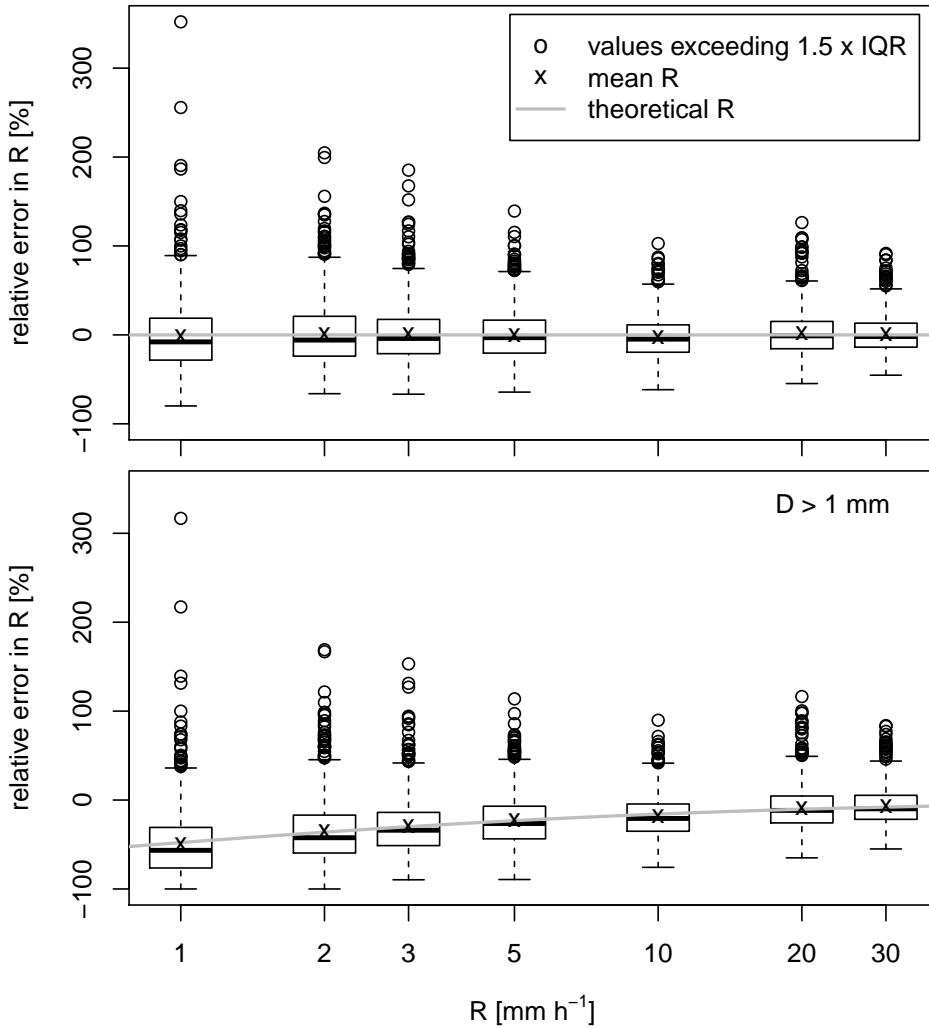 relative error in R [%]
300
200
100
0
−100
o values exceeding 1.5 x IQR
x mean R
theoretical R
relative error in R [%]
300
200
100
0
−100
D > 1 mm
1 2 3 5 10 20 30
R [mm h⁻¹]